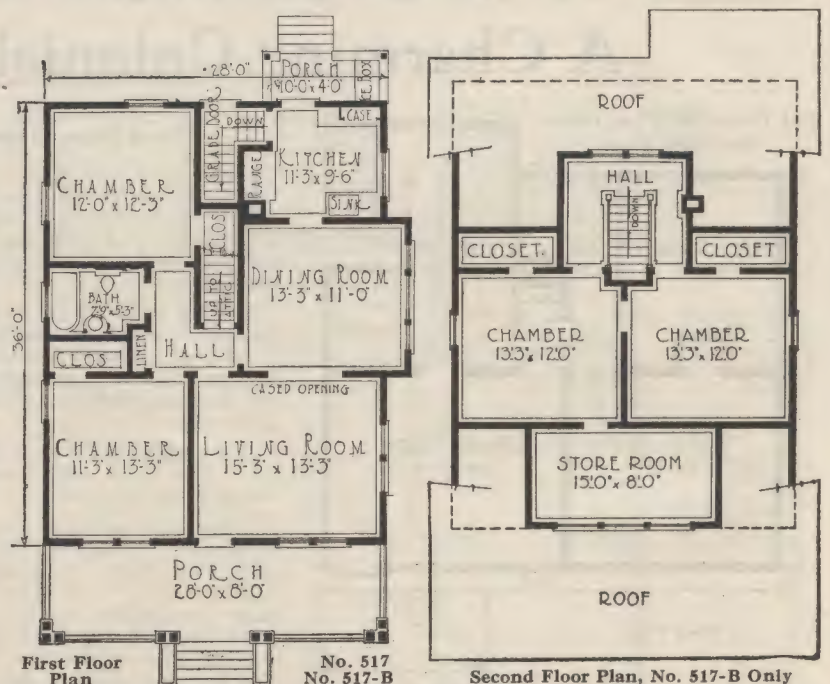 28'-0"
PORCH
10'-0" x 4'-0"
ICE BOX
36'-0"
CHAMBER
12'-0" x 12'-3"
GRADE DOOR
DOWN
RANGE
CASE
KITCHEN
11'-3" x 9'-6"
SINK
CLOS
UP TO
ATTIC
DINING ROOM
13'-3" x 11'-0"
BATH
7'9" x 5'-3"
CLOS
LINEN
HALL
CASED OPENING
CHAMBER
11'-3" x 13'-3"
LIVING ROOM
15'-3" x 13'-3"
PORCH
28'-0" x 8'-0"
First Floor
Plan
No. 517
No. 517-B
ROOF
HALL
DOWN
CLOSET.
CLOSET
CHAMBER
13'3" x 12'0"
CHAMBER
13'3" x 12'0"
STORE ROOM
15'0" x 8'0"
ROOF
Second Floor Plan, No. 517-B Only